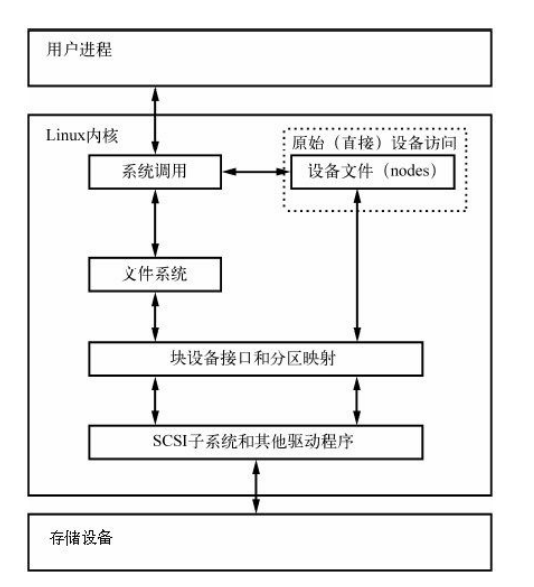 用户进程
Linux内核
原始（直接）设备访问
系统调用
设备文件（nodes）
文件系统
块设备接口和分区映射
SCSI子系统和其他驱动程序
存储设备